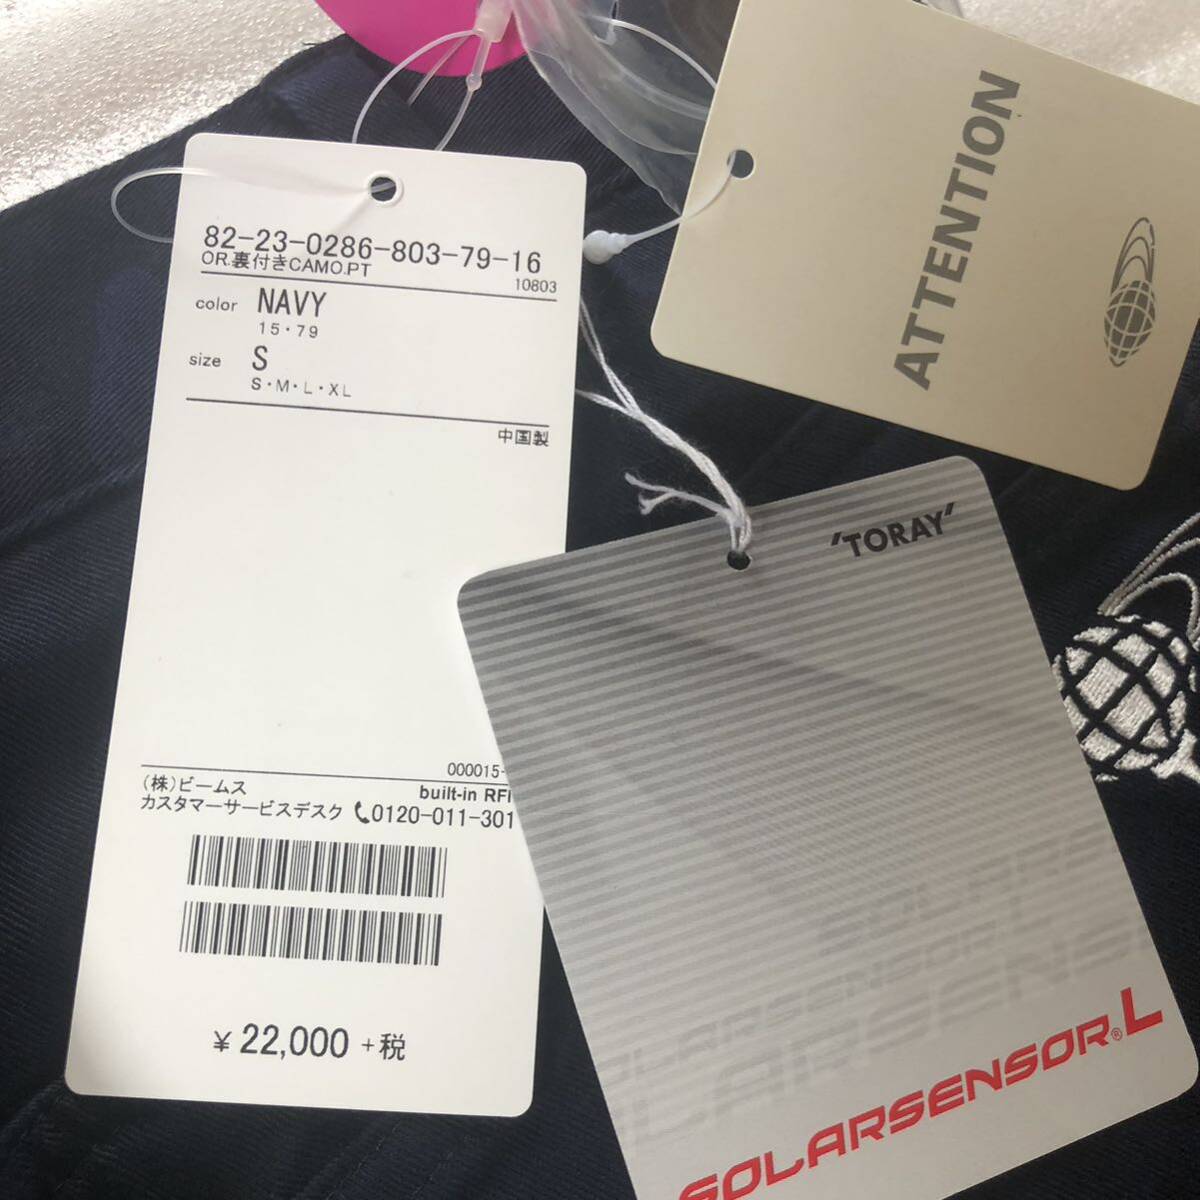 82-23-0286-803-79-16
OR.裏付きCAMO.PT
10803
color NAVY
15・79
size S
S・M・L・XL
中国製
000015-
(株)ビームス
built-in RFI
カスタマーサービスデスク 0120-011-301
¥ 22,000 +税
ATTENTION
'TORAY'
SOLARSENSOR®L